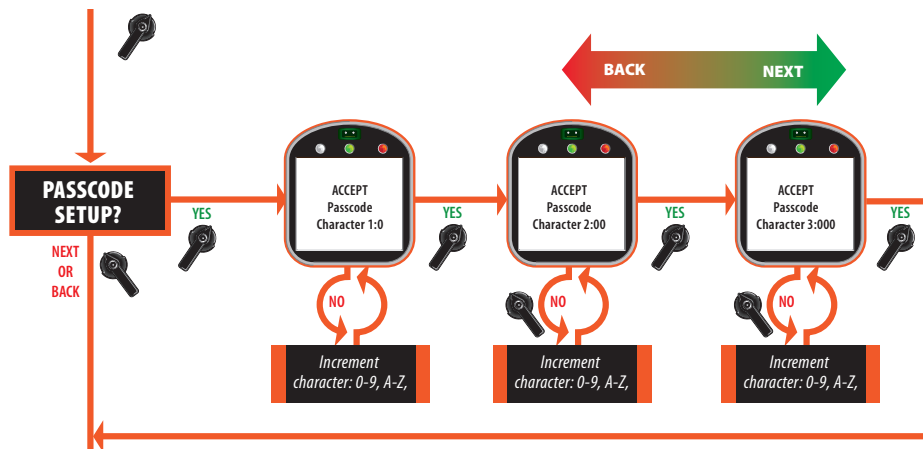 BACK
NEXT
PASSCODE
SETUP?
YES
NEXT
OR
BACK
ACCEPT
Passcode
Character 1:0
YES
NO
Increment
character: 0-9, A-Z,
ACCEPT
Passcode
Character 2:00
YES
NO
Increment
character: 0-9, A-Z,
ACCEPT
Passcode
Character 3:000
YES
NO
Increment
character: 0-9, A-Z,